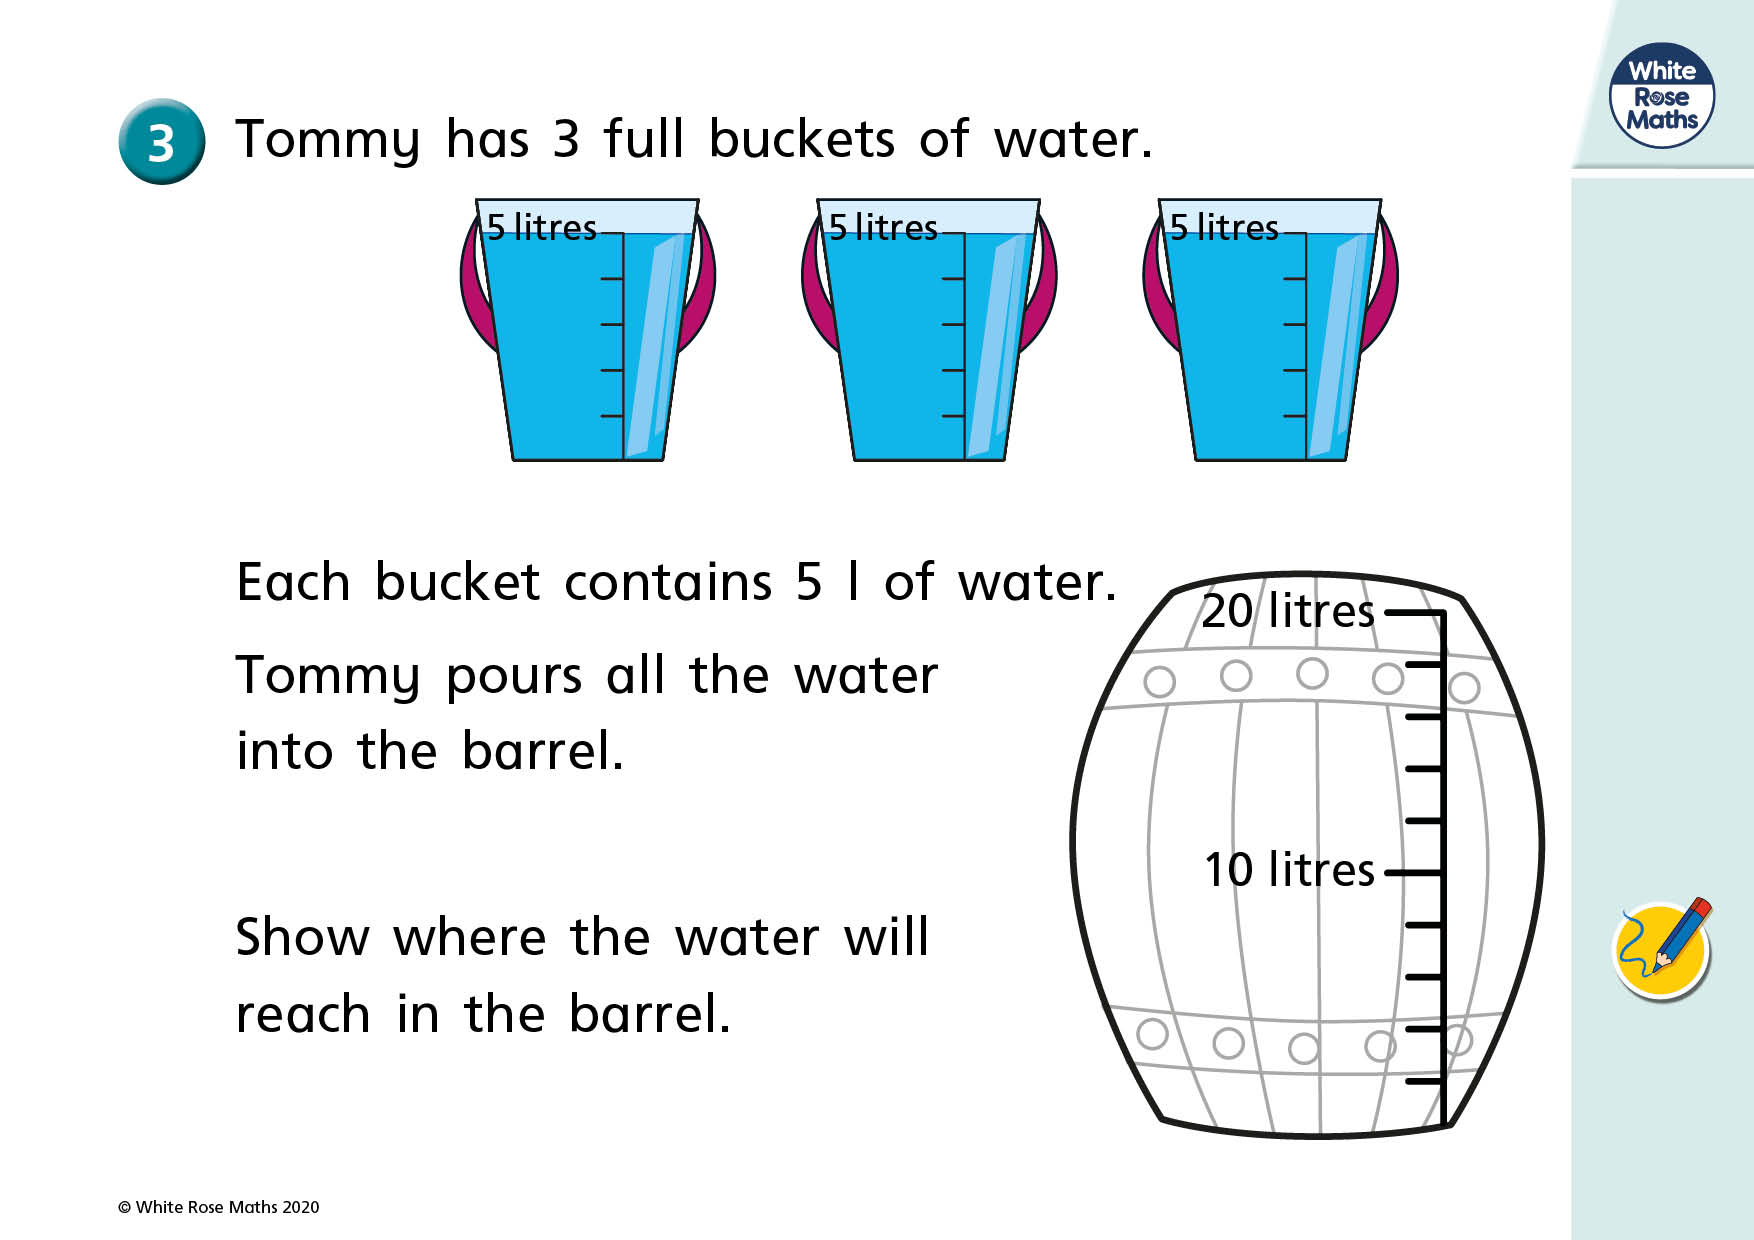 White
Rose
Maths
3 Tommy has 3 full buckets of water.
5 litres 5 litres 5 litres
Each bucket contains 5 l of water.
20 litres
Tommy pours all the water
into the barrel.
10 litres
Show where the water will
reach in the barrel.
© White Rose Maths 2020